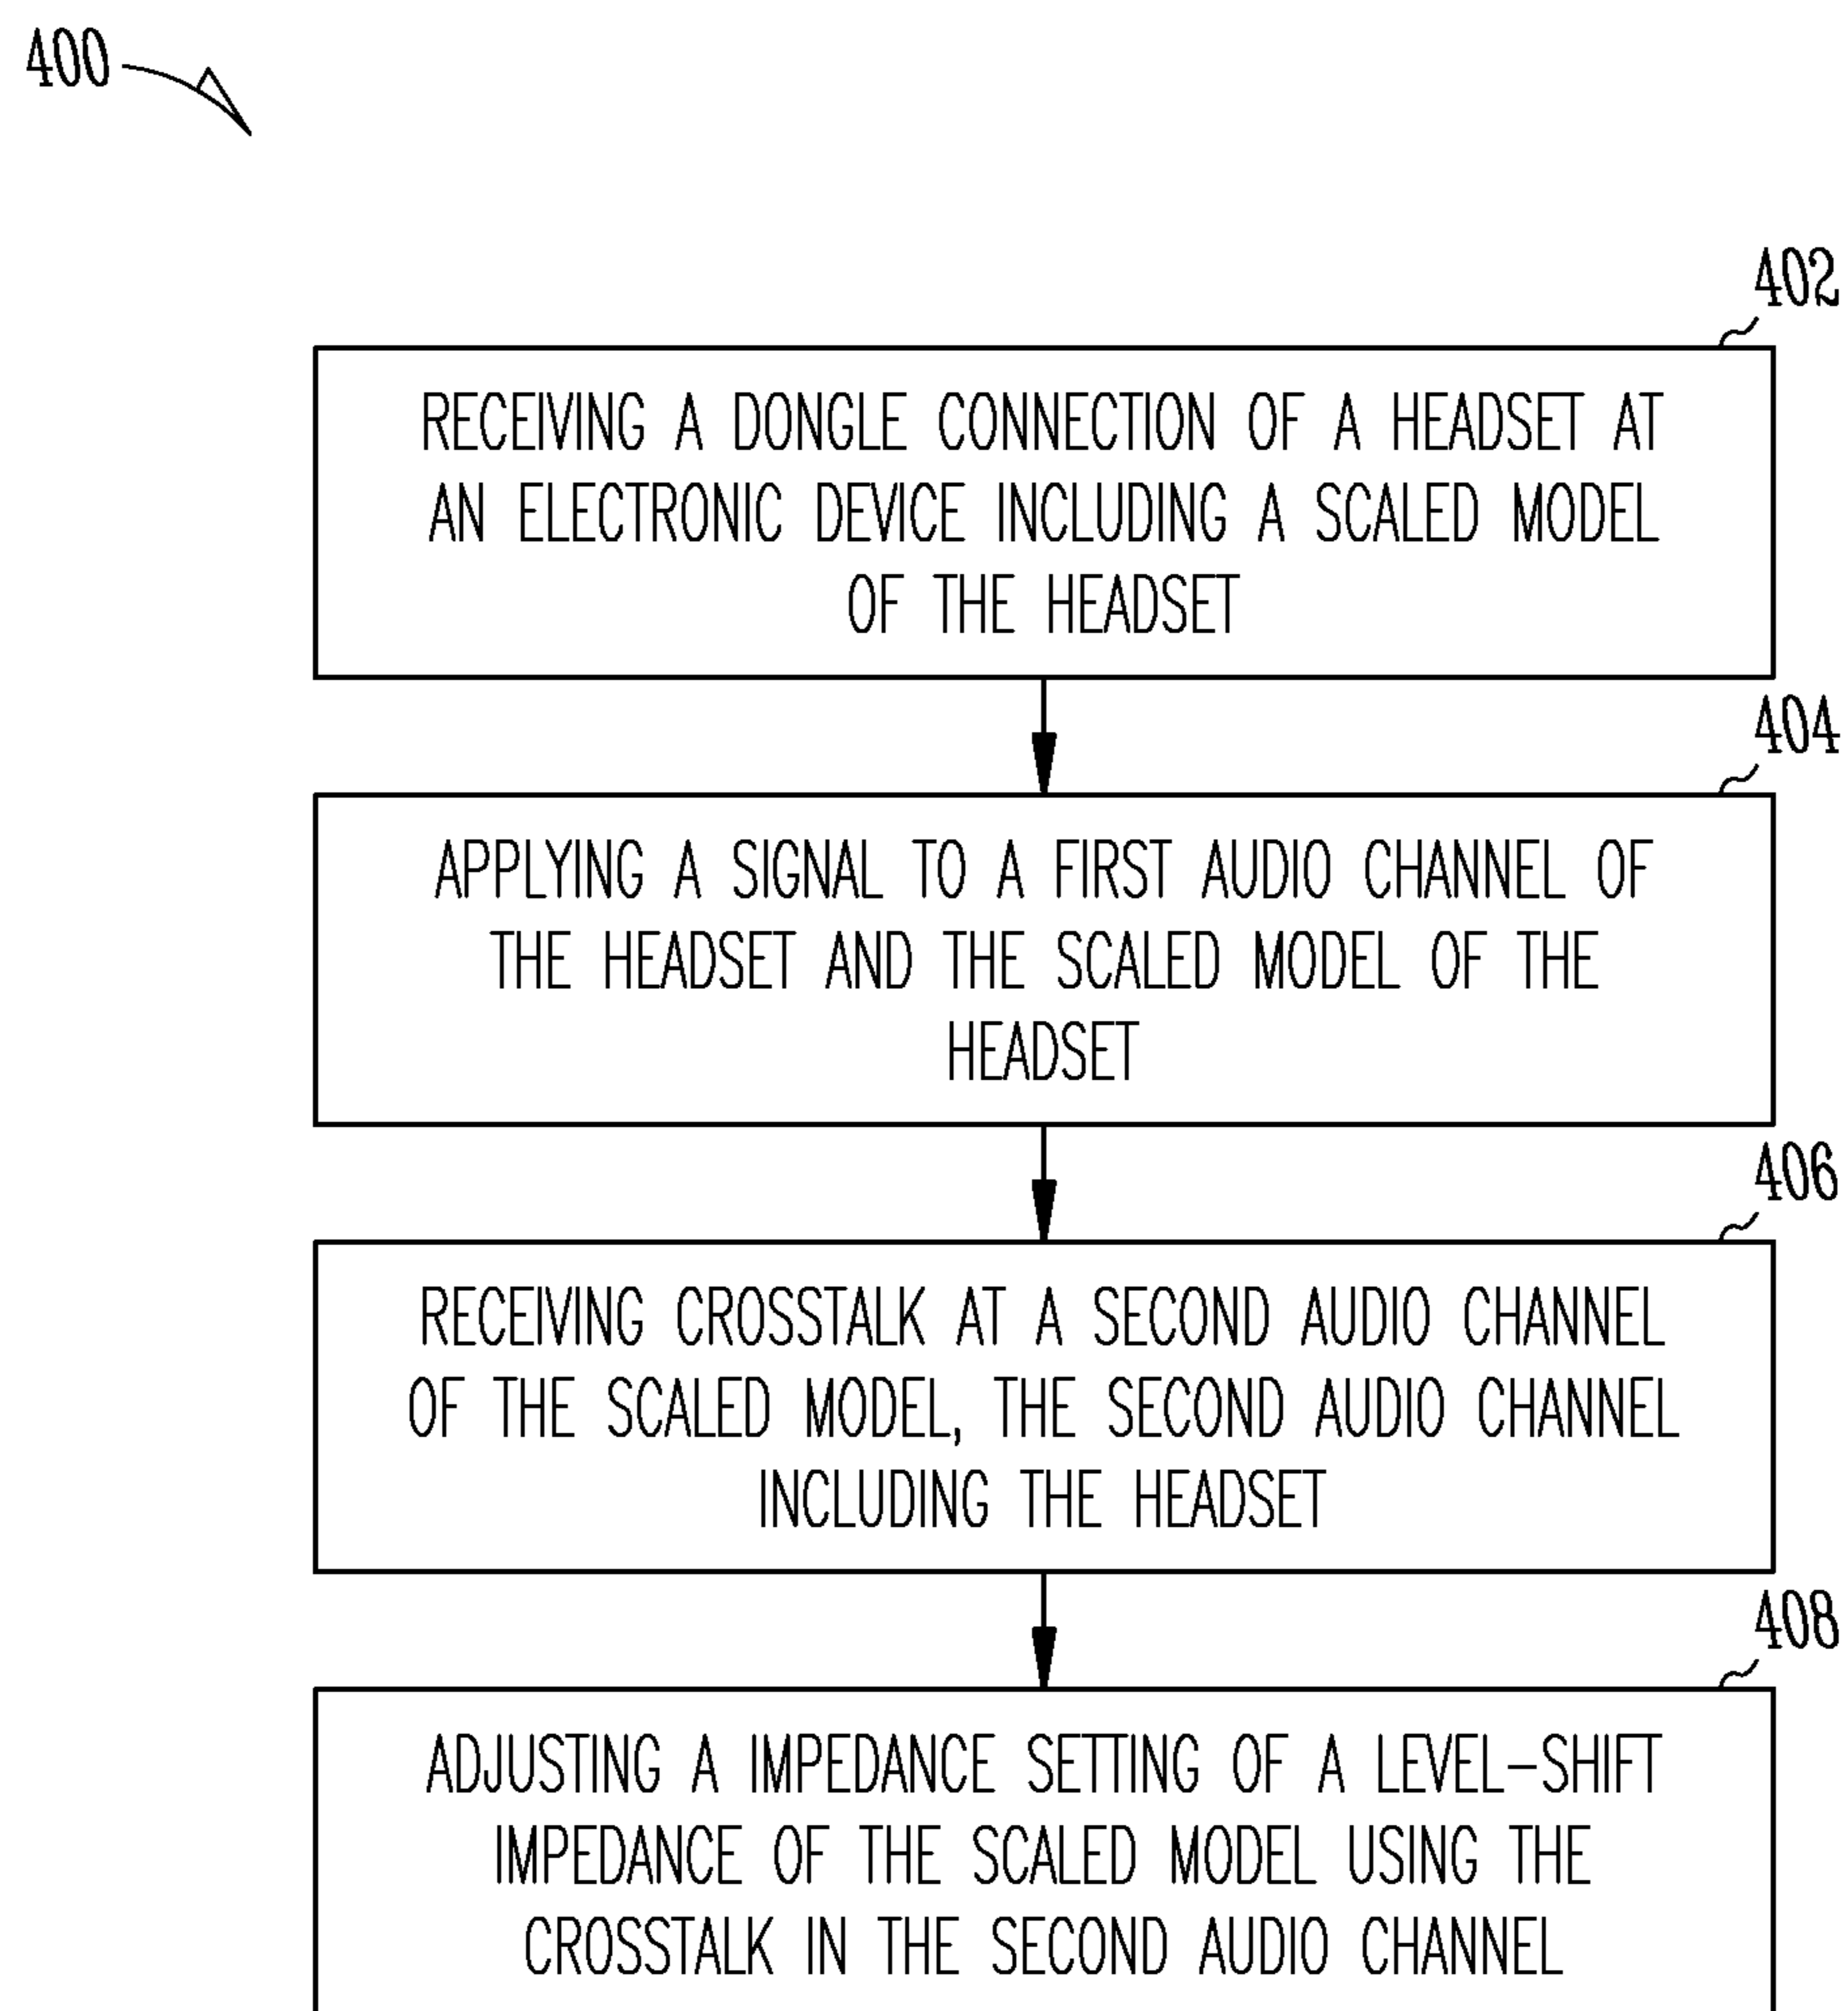 400
402
RECEIVING A DONGLE CONNECTION OF A HEADSET AT
AN ELECTRONIC DEVICE INCLUDING A SCALED MODEL
OF THE HEADSET
404
APPLYING A SIGNAL TO A FIRST AUDIO CHANNEL OF
THE HEADSET AND THE SCALED MODEL OF THE
HEADSET
406
RECEIVING CROSSTALK AT A SECOND AUDIO CHANNEL
OF THE SCALED MODEL, THE SECOND AUDIO CHANNEL
INCLUDING THE HEADSET
408
ADJUSTING A IMPEDANCE SETTING OF A LEVEL-SHIFT
IMPEDANCE OF THE SCALED MODEL USING THE
CROSSTALK IN THE SECOND AUDIO CHANNEL